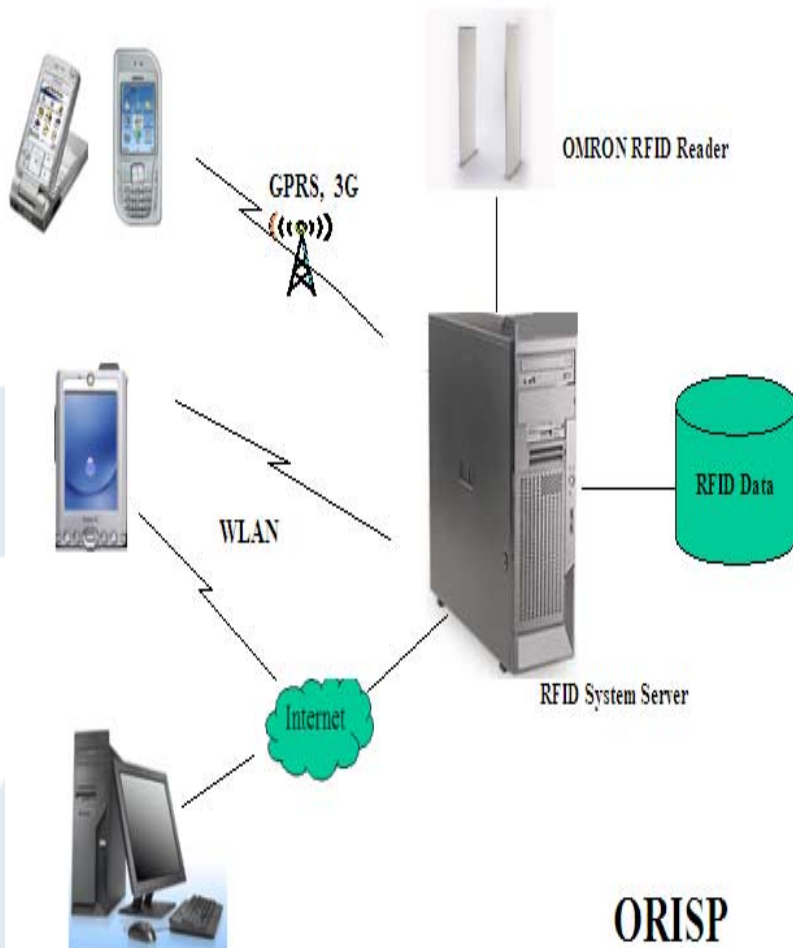 GPRS, 3G
OMRON RFID Reader
RFID Data
WLAN
RFID System Server
Internet
ORISP